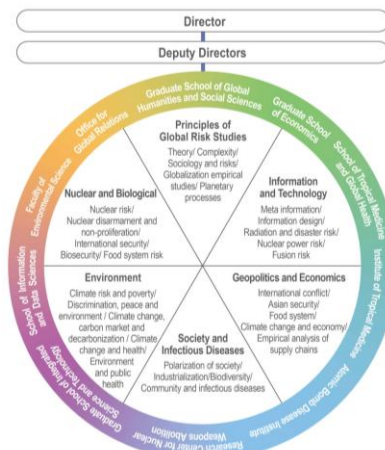 Director
Deputy Directors
Office for
Global Relations
Graduate School of Global
Humanities and Social Sciences
Graduate School
of Economics
School of Tropical Medicine
and Global Health
Institute of Tropical Medicine
Atomic Bomb Disease Institute
Research Center for Nuclear
Weapons Abolition
Graduate School of Integrated
Science and Technology
School of Information
and Data Sciences
Faculty of
Environmental Science
Principles of
Global Risk Studies
Theory/ Complexity/
Sociology and risks/
Globalization empirical
studies/ Planetary
processes
Nuclear and Biological
Nuclear risk/
Nuclear disarmament and
non-proliferation/
International security/
Biosecurity/ Food system risk
Information
and Technology
Meta information/
Information design/
Radiation and disaster risk/
Nuclear power risk/
Fusion risk
Environment
Climate risk and poverty/
Discrimination, peace and
environment / Climate change,
carbon market and
decarbonization / Climate
change and health/
Environment
and public
health
Geopolitics and Economics
International conflict/
Asian security/
Food system/
Climate change and economy/
Empirical analysis of
supply chains
Society and
Infectious Diseases
Polarization of society/
Industrialization/Biodiversity/
Community and infectious diseases